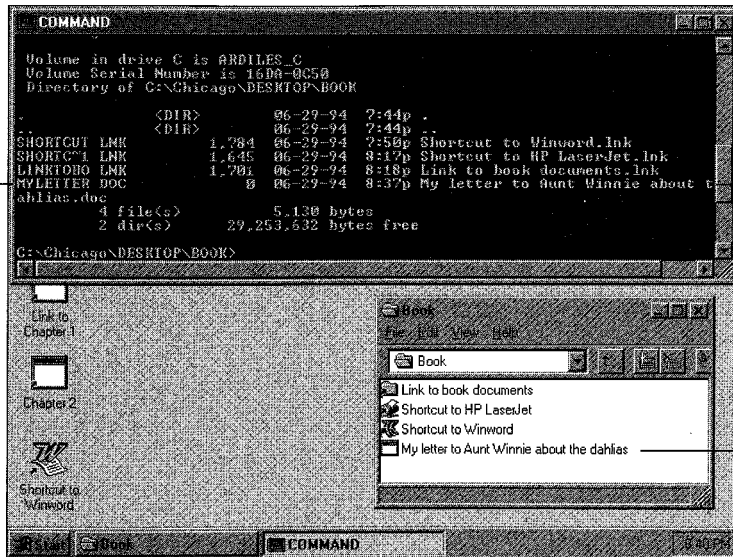 COMMAND
Volume in drive C is ARDILES_C
Volume Serial Number is 16DA-0C50
Directory of C:\Chicago\DESKTOP\BOOK
. <DIR> 06-29-94 7:44p .
.. <DIR> 06-29-94 7:44p ..
SHORTCUT LNK 1,784 06-29-94 7:50p Shortcut to Winword.lnk
SHORTC~1 LNK 1,645 06-29-94 8:17p Shortcut to HP LaserJet.lnk
LINKTOBO LNK 1,701 06-29-94 8:18p Link to book documents.lnk
MYLETTER DOC 0 06-29-94 8:37p My letter to Aunt Winnie about t
ahlias.doc
4 file(s) 5,130 bytes
2 dir(s) 29,253,632 bytes free
C:\Chicago\DESKTOP\BOOK>
Link to
Chapter 1
Chapter 2
Shortcut to
Winword
Book
File Edit View Help
Book
Link to book documents
Shortcut to HP LaserJet
Shortcut to Winword
My letter to Aunt Winnie about the dahlias
Start
Book
COMMAND
8:40 PM